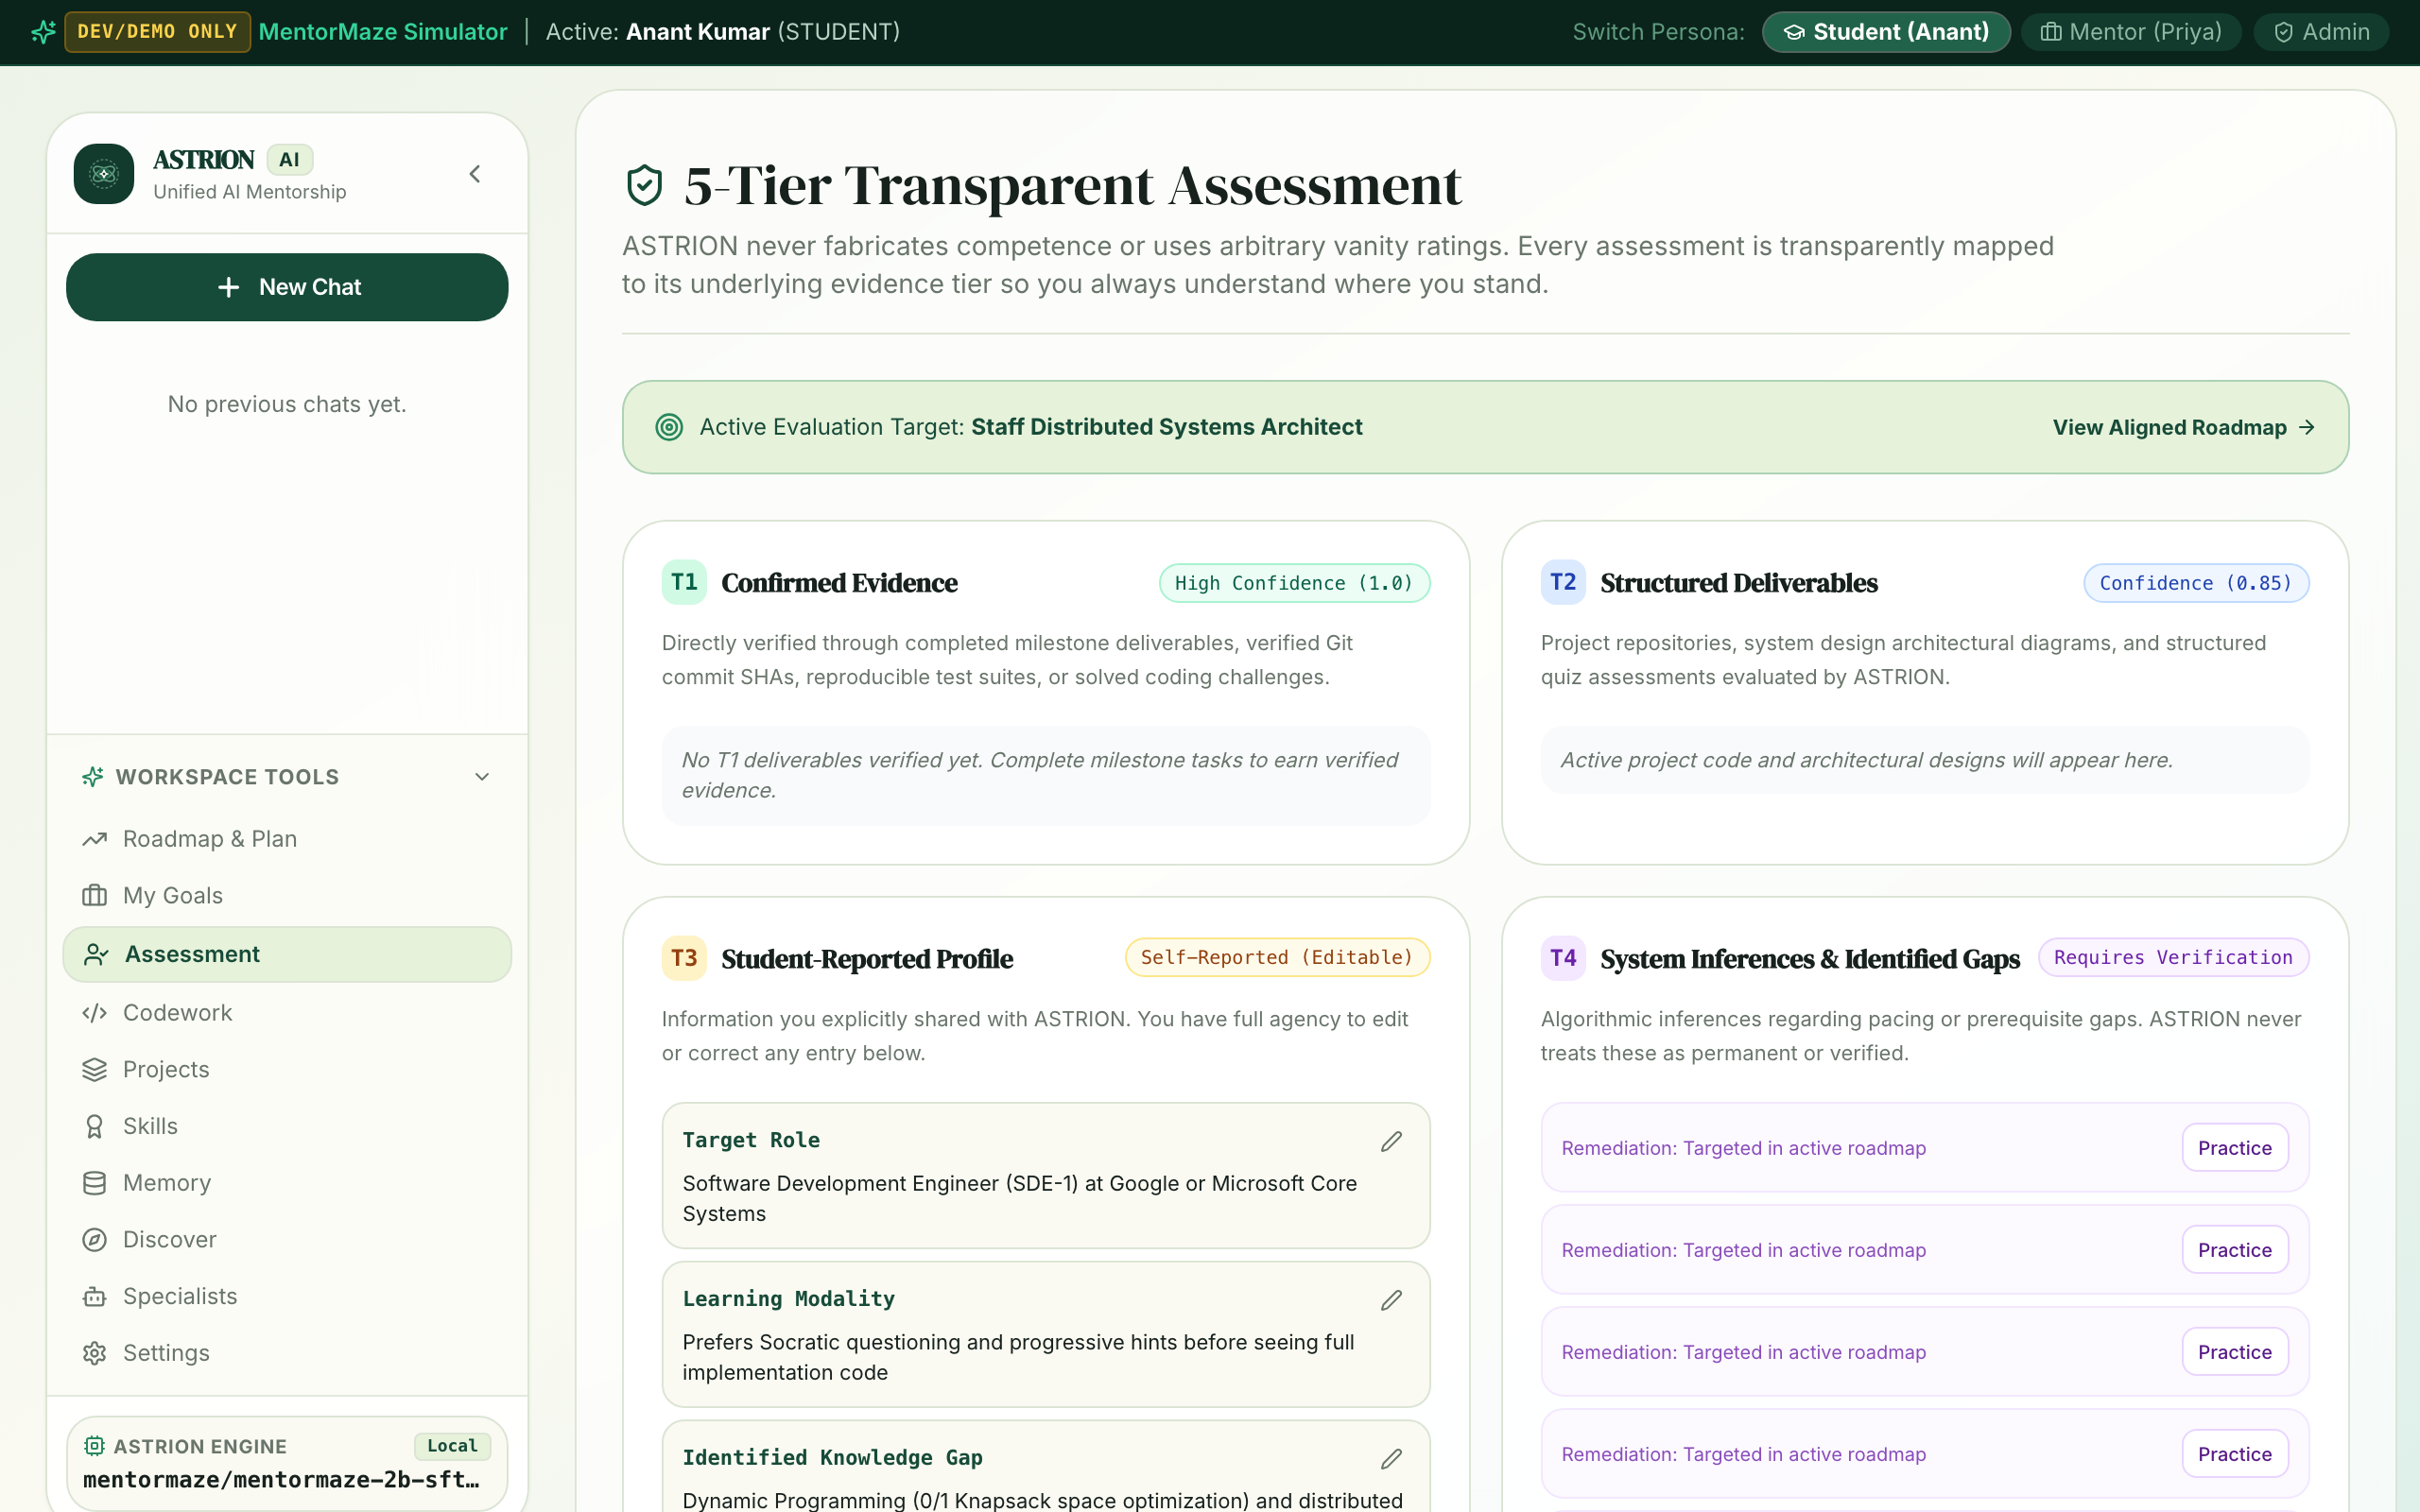 DEV/DEMO ONLY MentorMaze Simulator Active: Anant Kumar (STUDENT)
Switch Persona: Student (Anant) Mentor (Priya) Admin
ASTRION AI
Unified AI Mentorship
New Chat
No previous chats yet.
WORKSPACE TOOLS
Roadmap & Plan
My Goals
Assessment
Codework
Projects
Skills
Memory
Discover
Specialists
Settings
ASTRION ENGINE Local
mentormaze/mentormaze-2b-sft…
5-Tier Transparent Assessment
ASTRION never fabricates competence or uses arbitrary vanity ratings. Every assessment is transparently mapped
to its underlying evidence tier so you always understand where you stand.
Active Evaluation Target: Staff Distributed Systems Architect
View Aligned Roadmap →
T1 Confirmed Evidence High Confidence (1.0)
Directly verified through completed milestone deliverables, verified Git
commit SHAs, reproducible test suites, or solved coding challenges.
No T1 deliverables verified yet. Complete milestone tasks to earn verified
evidence.
T2 Structured Deliverables Confidence (0.85)
Project repositories, system design architectural diagrams, and structured
quiz assessments evaluated by ASTRION.
Active project code and architectural designs will appear here.
T3 Student-Reported Profile Self-Reported (Editable)
Information you explicitly shared with ASTRION. You have full agency to edit
or correct any entry below.
Target Role
Software Development Engineer (SDE-1) at Google or Microsoft Core
Systems
Learning Modality
Prefers Socratic questioning and progressive hints before seeing full
implementation code
Identified Knowledge Gap
Dynamic Programming (0/1 Knapsack space optimization) and distributed
T4 System Inferences & Identified Gaps Requires Verification
Algorithmic inferences regarding pacing or prerequisite gaps. ASTRION never
treats these as permanent or verified.
Remediation: Targeted in active roadmap Practice
Remediation: Targeted in active roadmap Practice
Remediation: Targeted in active roadmap Practice
Remediation: Targeted in active roadmap Practice